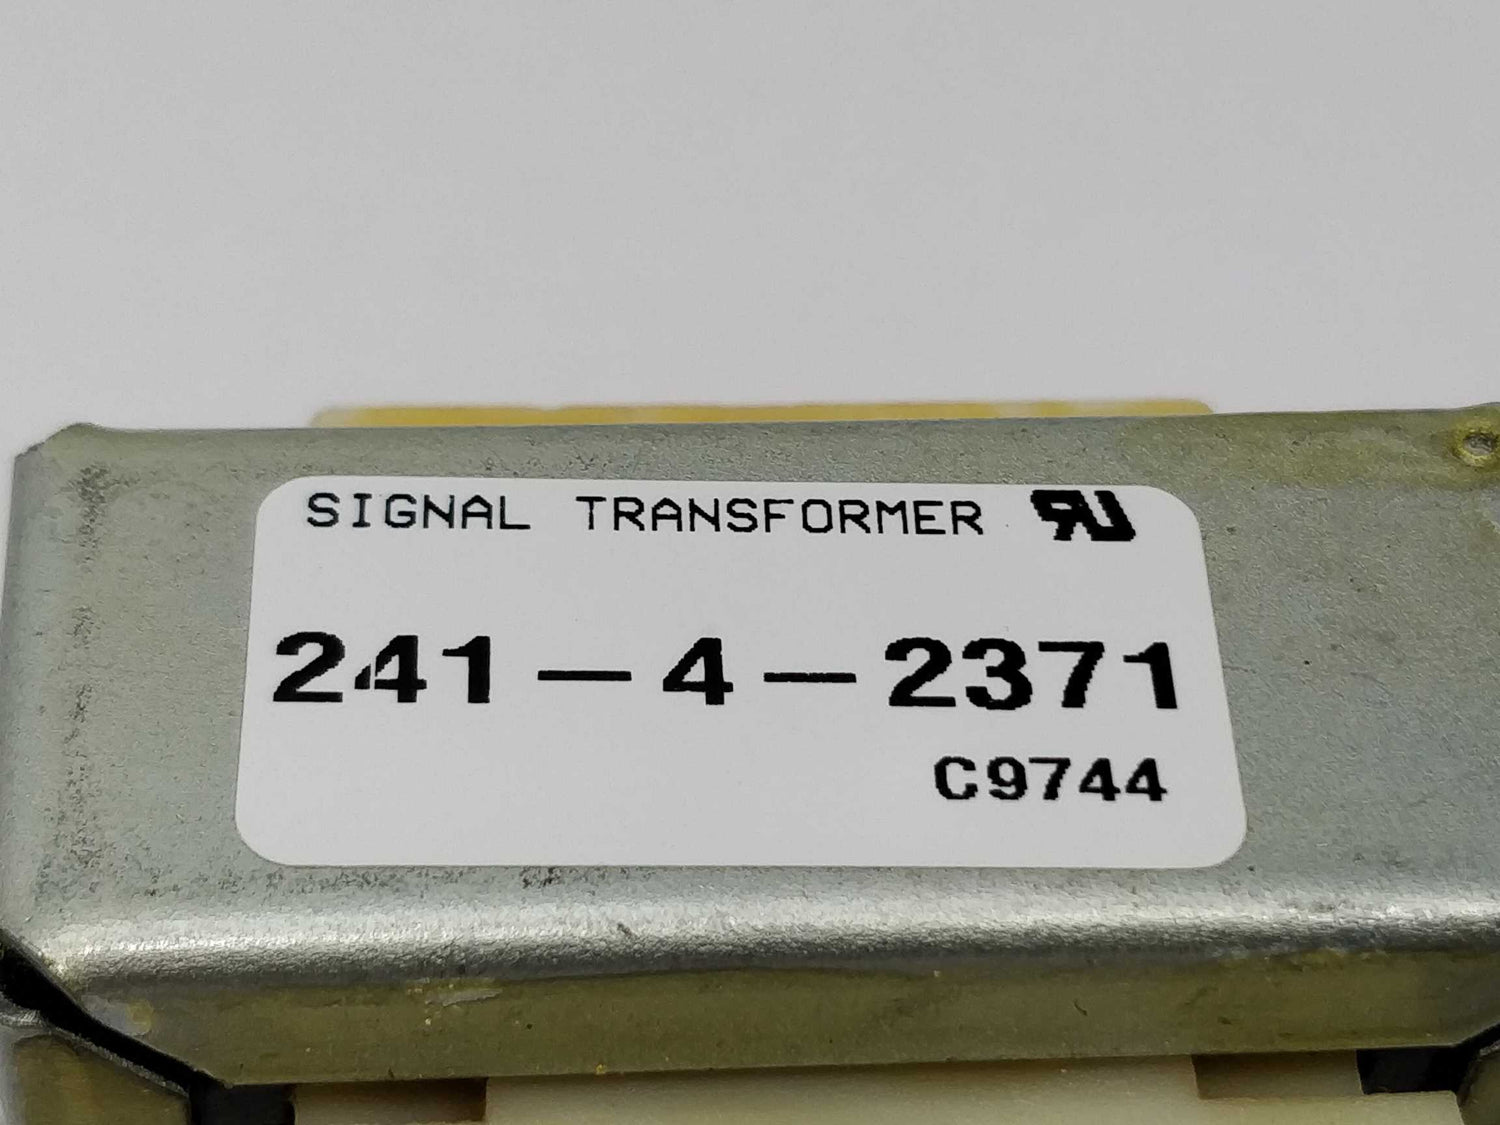 SIGNAL TRANSFORMER
241-4-2371
C9744